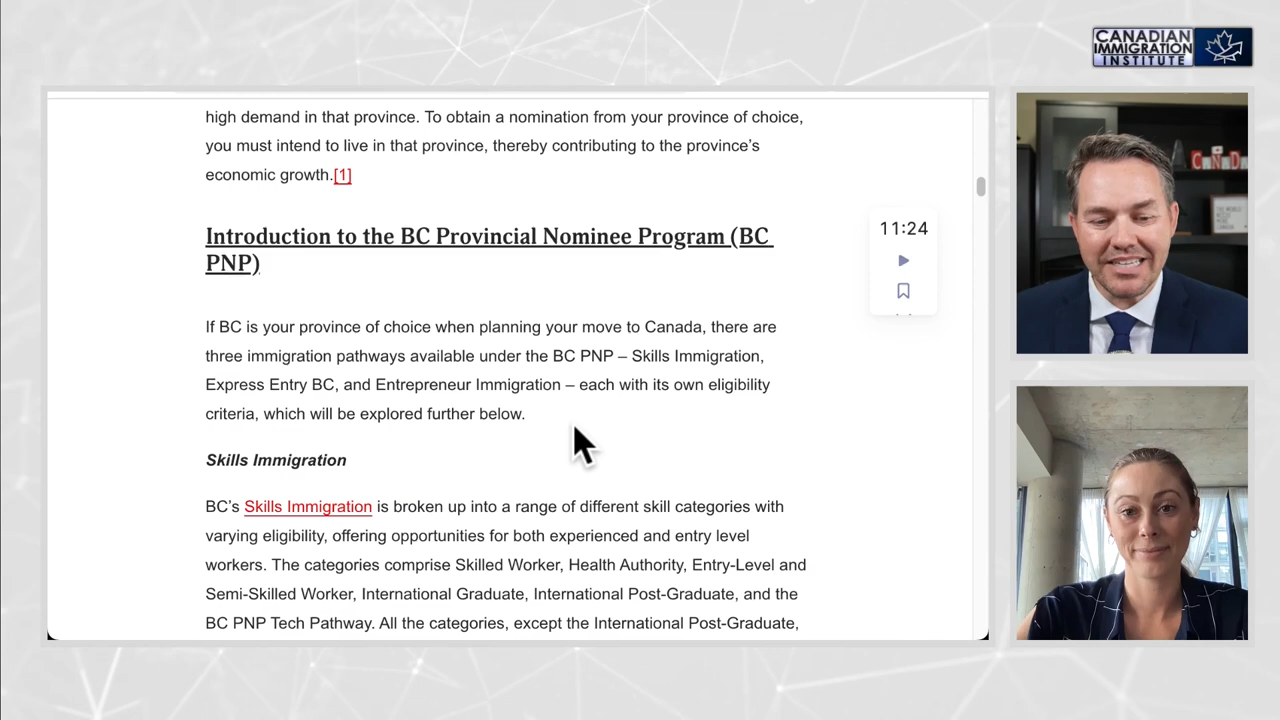 CANADIAN
IMMIGRATION
INSTITUTE
high demand in that province. To obtain a nomination from your province of choice,
you must intend to live in that province, thereby contributing to the province’s
economic growth.[1]
Introduction to the BC Provincial Nominee Program (BC
PNP)
11:24
If BC is your province of choice when planning your move to Canada, there are
three immigration pathways available under the BC PNP – Skills Immigration,
Express Entry BC, and Entrepreneur Immigration – each with its own eligibility
criteria, which will be explored further below.
Skills Immigration
BC’s Skills Immigration is broken up into a range of different skill categories with
varying eligibility, offering opportunities for both experienced and entry level
workers. The categories comprise Skilled Worker, Health Authority, Entry-Level and
Semi-Skilled Worker, International Graduate, International Post-Graduate, and the
BC PNP Tech Pathway. All the categories, except the International Post-Graduate,